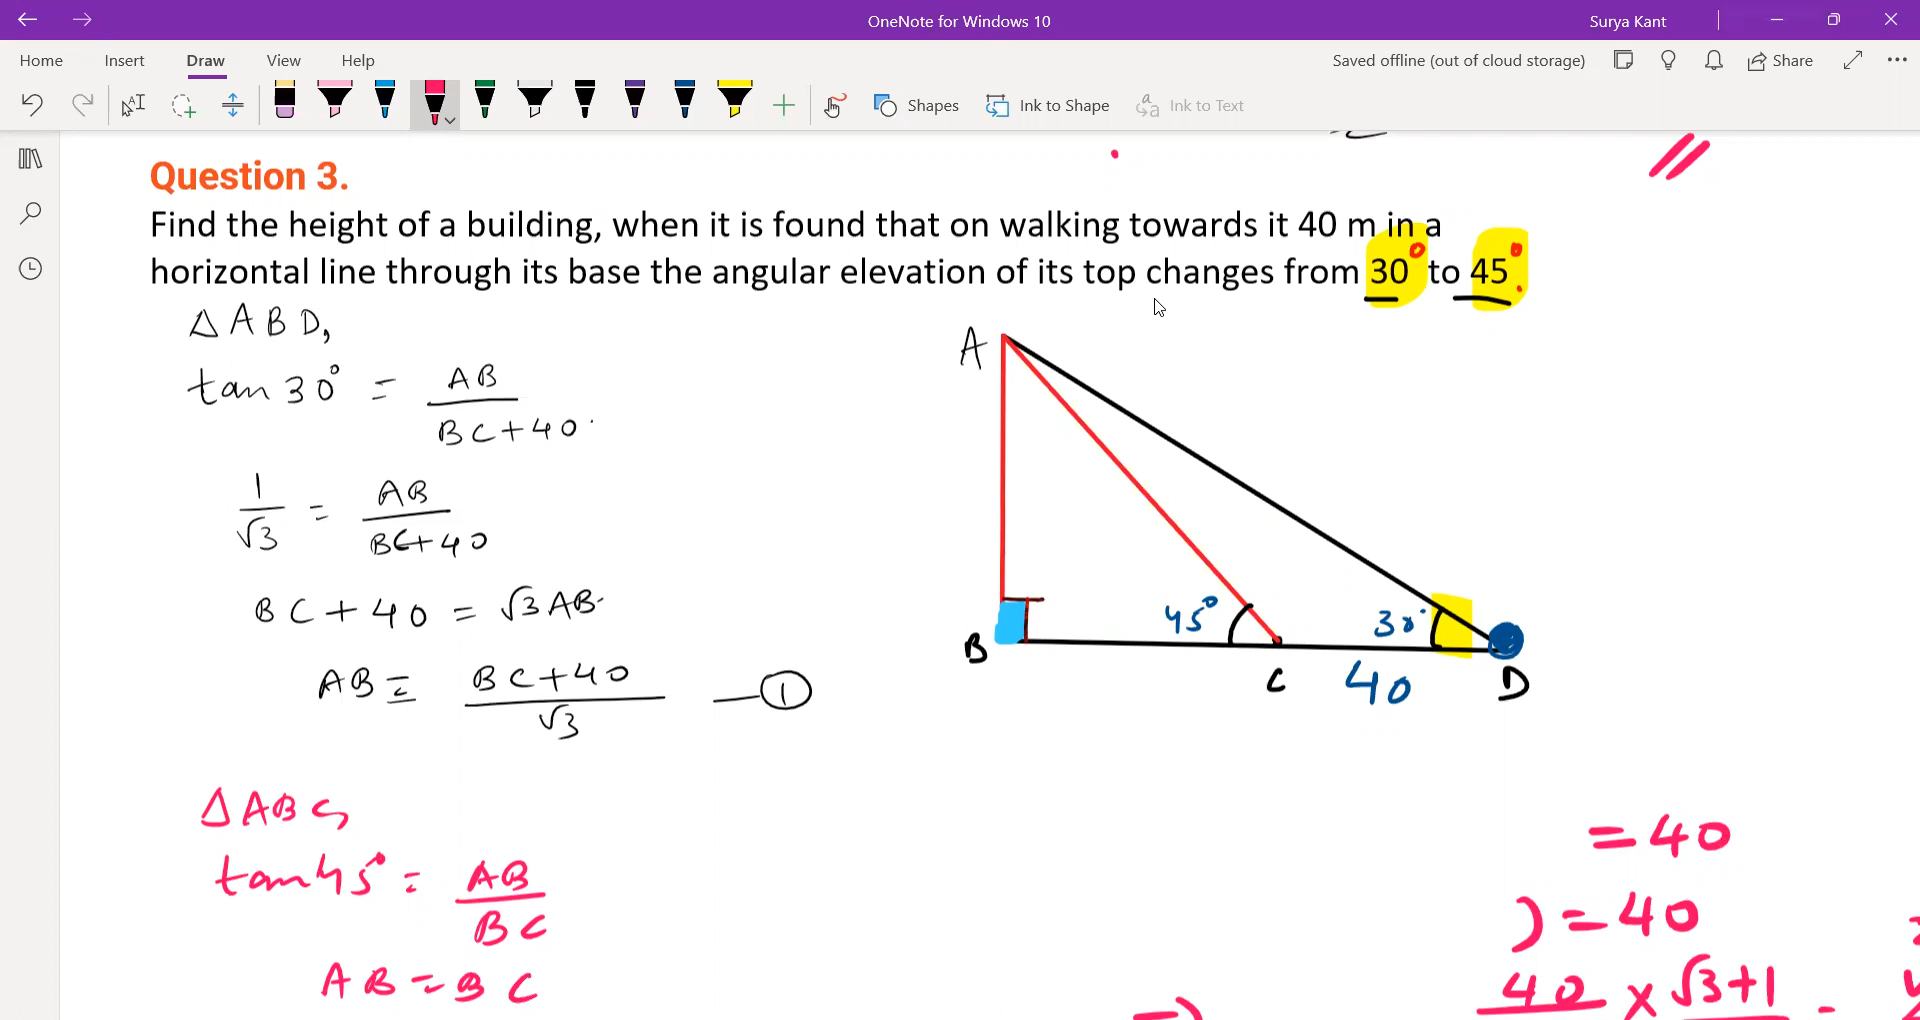 OneNote for Windows 10
Surya Kant
Home Insert Draw View Help
Saved offline (out of cloud storage)
Share
Shapes
Ink to Shape
Ink to Text
Question 3.
Find the height of a building, when it is found that on walking towards it 40 m in a
horizontal line through its base the angular elevation of its top changes from 30° to 45°.
△ABD,
tan 30° = AB / BC+40
1/√3 = AB / BC+40
BC+40 = √3AB
AB = BC+40 / √3 — ①
△ABC,
tan 45° = AB / BC
AB = BC
A
B
45°
C
30°
40
D
= 40
) = 40
40 × √3+1